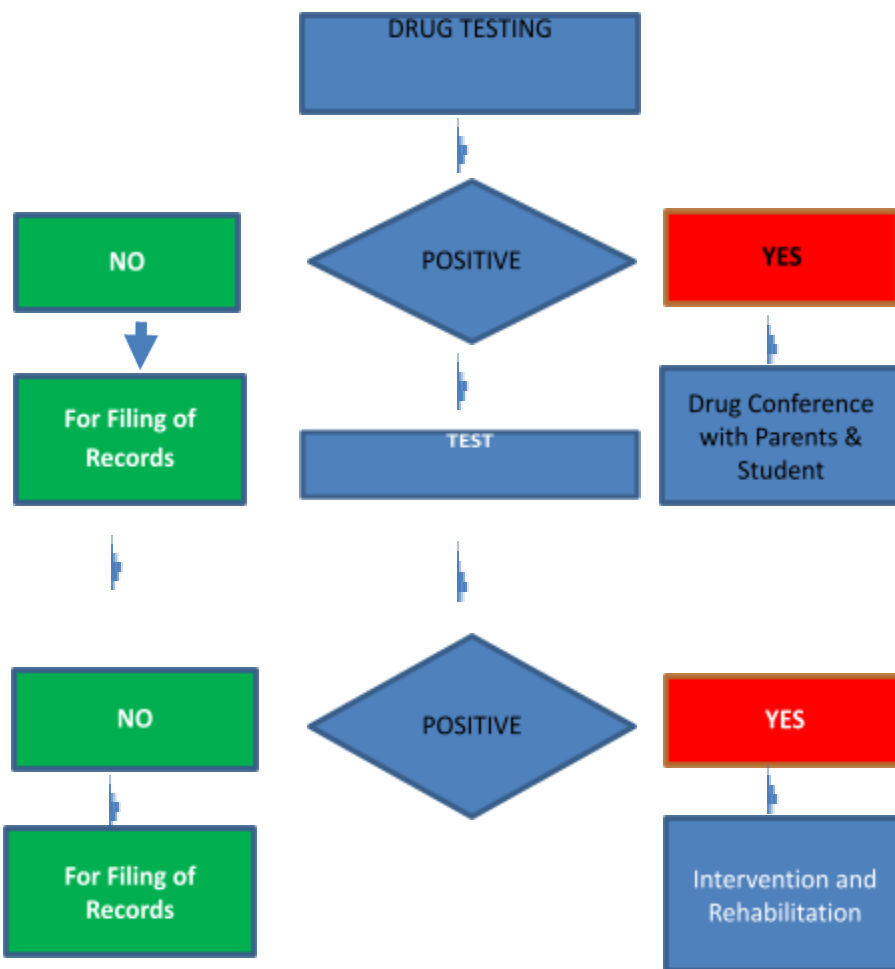 DRUG TESTING
NO
POSITIVE
YES
For Filing of
Records
TEST
Drug Conference
with Parents &
Student
NO
POSITIVE
YES
For Filing of
Records
Intervention and
Rehabilitation